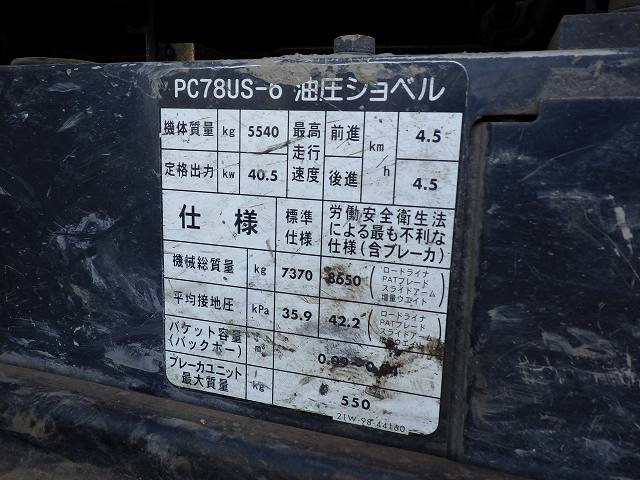 PC78US-6 油圧ショベル
機体質量 kg 5540 最高走行速度 前進 km/h 4.5
定格出力 kw 40.5 後進 4.5
仕様 標準仕様 労働安全衛生法による最も不利な仕様(含ブレーカ)
機械総質量 kg 7370 8650 (ロードライナ PATブレード スライドアーム 増量ウエイト)
平均接地圧 kPa 35.9 42.2 (ロードライナ PATブレード スライドアーム
バケット容量(バックホー) m³
ブレーカユニット最大質量 kg 550
21W-98-44160